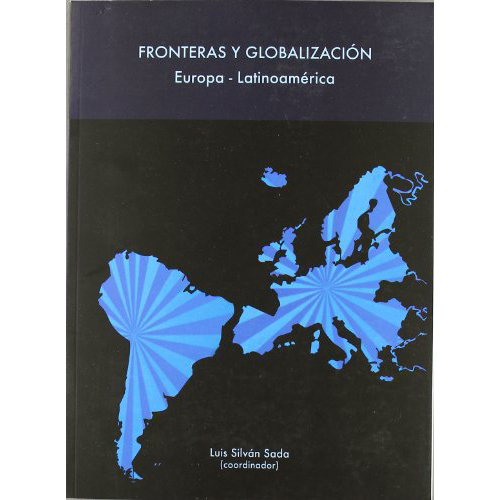 FRONTERAS Y GLOBALIZACIÓN
Europa - Latinoamérica
Luis Silván Sada
(coordinador)